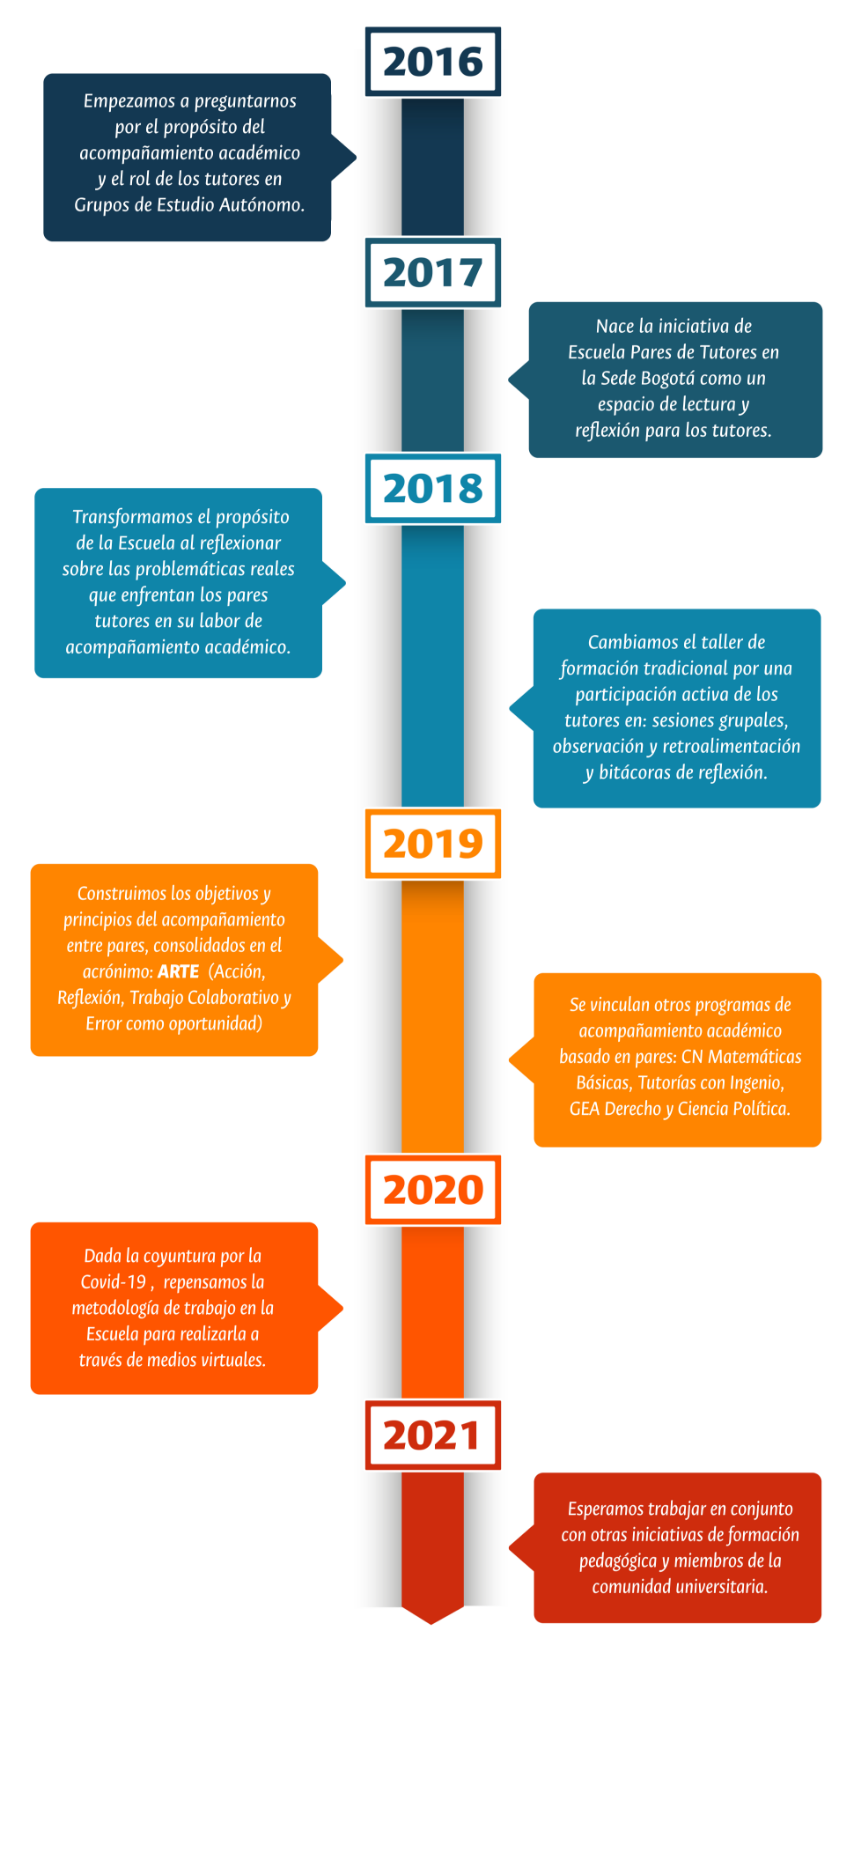 2016
Empezamos a preguntarnos
por el propósito del
acompañamiento académico
y el rol de los tutores en
Grupos de Estudio Autónomo.
2017
Nace la iniciativa de
Escuela Pares de Tutores en
la Sede Bogotá como un
espacio de lectura y
reflexión para los tutores.
2018
Transformamos el propósito
de la Escuela al reflexionar
sobre las problemáticas reales
que enfrentan los pares
tutores en su labor de
acompañamiento académico.
Cambiamos el taller de
formación tradicional por una
participación activa de los
tutores en: sesiones grupales,
observación y retroalimentación
y bitácoras de reflexión.
2019
Construimos los objetivos y
principios del acompañamiento
entre pares, consolidados en el
acrónimo: ARTE (Acción,
Reflexión, Trabajo Colaborativo y
Error como oportunidad)
Se vinculan otros programas de
acompañamiento académico
basado en pares: CN Matemáticas
Básicas, Tutorías con Ingenio,
GEA Derecho y Ciencia Política.
2020
Dada la coyuntura por la
Covid-19 , repensamos la
metodología de trabajo en la
Escuela para realizarla a
través de medios virtuales.
2021
Esperamos trabajar en conjunto
con otras iniciativas de formación
pedagógica y miembros de la
comunidad universitaria.